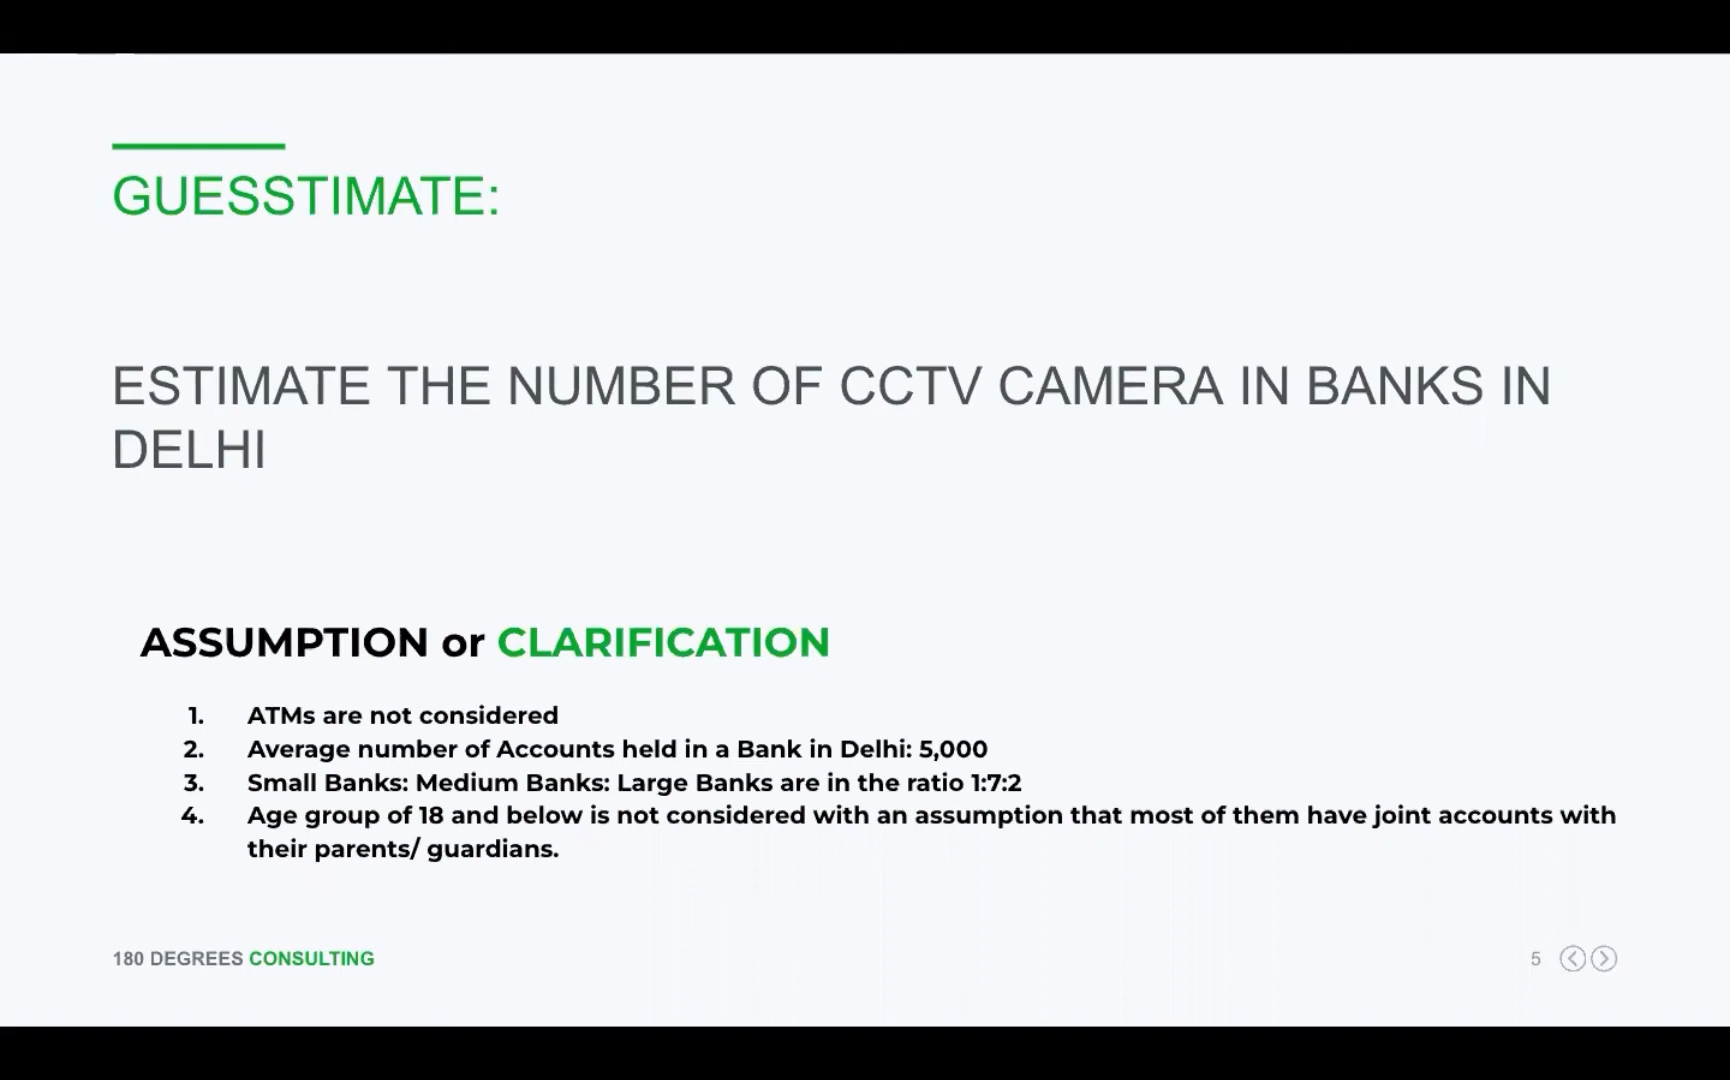 GUESSTIMATE:
ESTIMATE THE NUMBER OF CCTV CAMERA IN BANKS IN
DELHI
ASSUMPTION or CLARIFICATION
1. ATMs are not considered
2. Average number of Accounts held in a Bank in Delhi: 5,000
3. Small Banks: Medium Banks: Large Banks are in the ratio 1:7:2
4. Age group of 18 and below is not considered with an assumption that most of them have joint accounts with
their parents/ guardians.
180 DEGREES CONSULTING
5